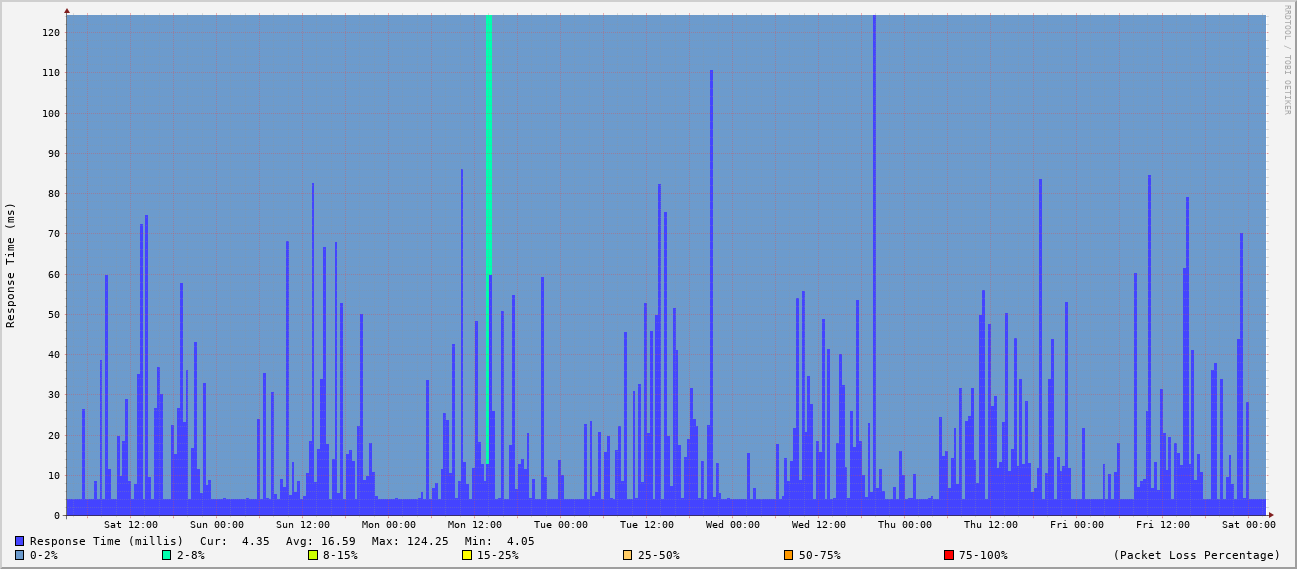 RRDTOOL / TOBI OETIKER
Response Time (ms)
120
110
100
90
80
70
60
50
40
30
20
10
0
Sat 12:00 Sun 00:00 Sun 12:00 Mon 00:00 Mon 12:00 Tue 00:00 Tue 12:00 Wed 00:00 Wed 12:00 Thu 00:00 Thu 12:00 Fri 00:00 Fri 12:00 Sat 00:00
Response Time (millis) Cur: 4.35 Avg: 16.59 Max: 124.25 Min: 4.05
0-2% 2-8% 8-15% 15-25% 25-50% 50-75% 75-100% (Packet Loss Percentage)